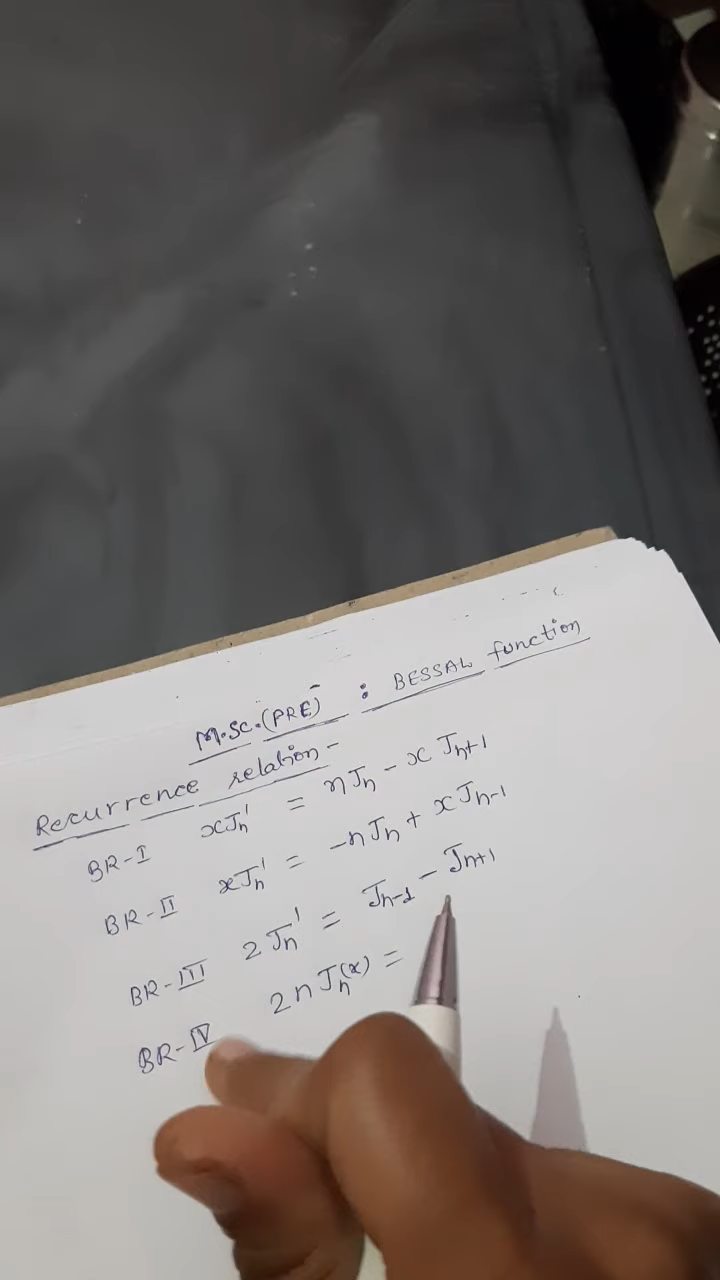 M.Sc.(PRE) : BESSAL function
Recurrence relation-
BR-I xJn' = nJn - x Jn+1
BR-II xJn' = -nJn + xJn-1
BR-III 2Jn' = Jn-1 - Jn+1
BR-IV 2nJn(x) =